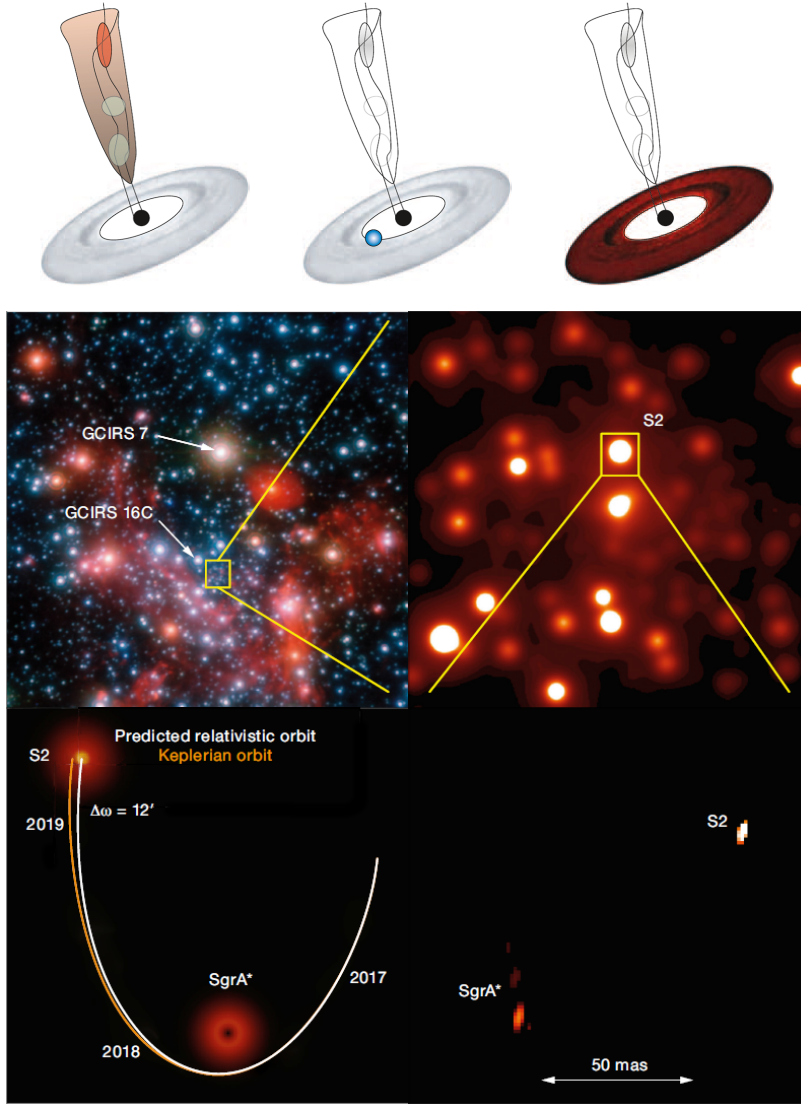 GCIRS 7
GCIRS 16C
S2
Predicted relativistic orbit
Keplerian orbit
S2
Δω = 12′
2019
2018
2017
SgrA*
S2
SgrA*
50 mas